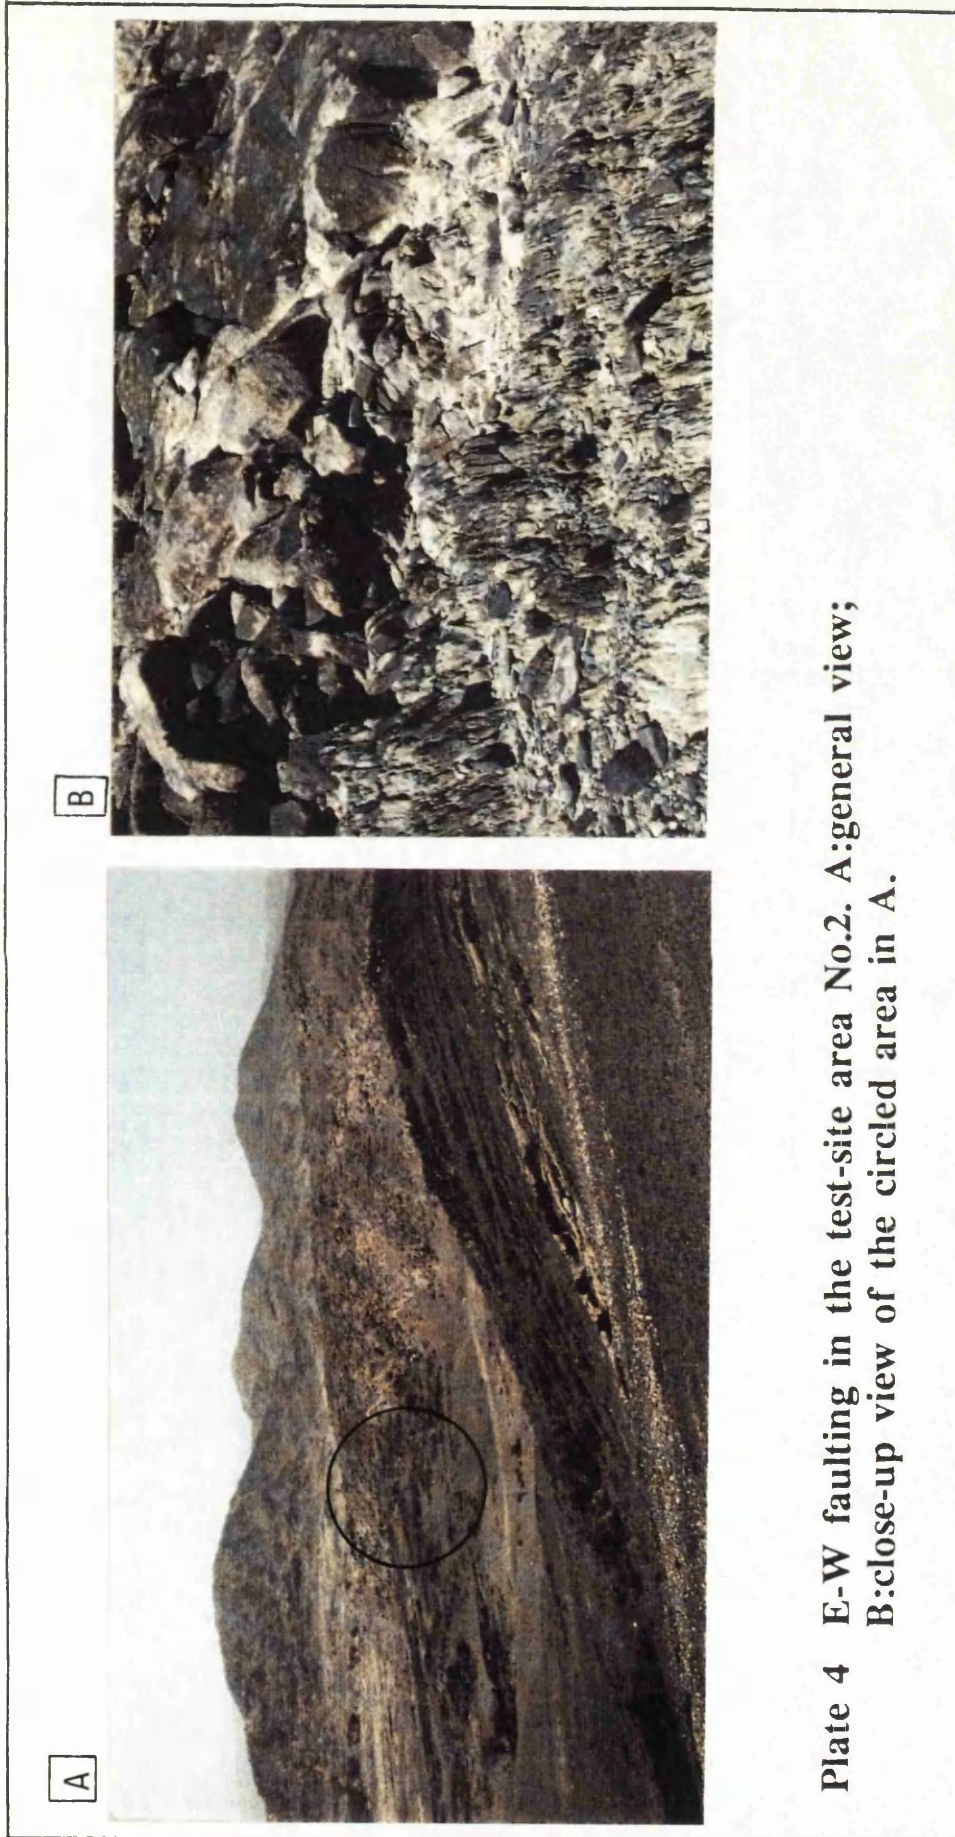 A
B
Plate 4 E-W faulting in the test-site area No.2. A:general view;
B:close-up view of the circled area in A.